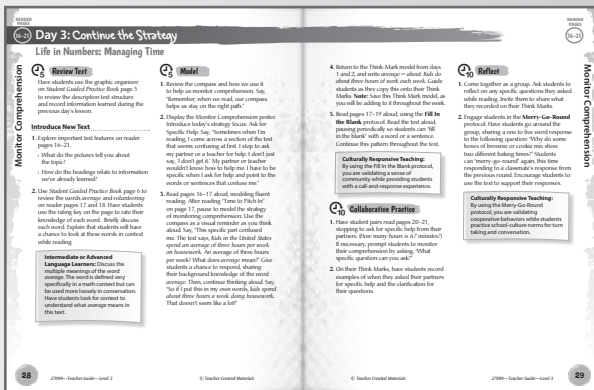 READER PAGES
16–21
Day 3: Continue the Strategy
Life in Numbers: Managing Time
Monitor Comprehension
5
Review Text
Have students use the graphic organizer
on Student Guided Practice Book page 5
to review the description text structure
and record information learned during the
previous day's lesson.
Introduce New Text
1. Explore important text features on reader
pages 16–21.
› What do the pictures tell you about
the topic?
› How do the headings relate to information
we've already learned?
2. Use Student Guided Practice Book page 6 to
review the words average and volunteering
on reader pages 17 and 18. Have students
use the rating key on the page to rate their
knowledge of each word. Briefly discuss
each word. Explain that students will have
a chance to look at these words in context
while reading.
Intermediate or Advanced
Language Learners: Discuss the
multiple meanings of the word
average. The word is defined very
specifically in a math context but can
be used more loosely in conversation.
Have students look for context to
understand what average means in
this text.
5
Model
1. Review the compass and how we use it
to help us monitor comprehension. Say,
"Remember, when we read, our compass
helps us stay on the right path."
2. Display the Monitor Comprehension poster.
Introduce today's strategy focus: Ask for
Specific Help. Say, "Sometimes when I'm
reading, I come across a section of the text
that seems confusing at first. I stop to ask
my partner or a teacher for help. I don't just
say, 'I don't get it.' My partner or teacher
wouldn't know how to help me. I have to be
specific when I ask for help and point to the
words or sentences that confuse me."
3. Read pages 16–17 aloud, modeling fluent
reading. After reading "Time to Pitch In"
on page 17, pause to model the strategy
of monitoring comprehension. Use the
compass as a visual reminder as you think
aloud. Say, "This specific part confused
me. The text says, Kids in the United States
spend an average of three hours per week
on housework. An average of three hours
per week? What does average mean?" Give
students a chance to respond, sharing
their background knowledge of the word
average. Then, continue thinking aloud. Say,
"So if I put this in my own words, kids spend
about three hours a week doing housework.
That doesn't seem like a lot!"
28
27099—Teacher Guide—Level 3
© Teacher Created Materials
4. Return to the Think-Mark model from days
1 and 2, and write average = about. Kids do
about three hours of work each week. Guide
students as they copy this onto their Think
Marks. Note: Save this Think Mark model, as
you will be adding to it throughout the week.
5. Read pages 17–19 aloud, using the Fill In
the Blank protocol. Read the text aloud,
pausing periodically so students can "fill
in the blank" with a word or a sentence.
Continue this pattern throughout the text.
Culturally Responsive Teaching:
By using the Fill In the Blank protocol,
you are validating a sense of
community while providing students
with a call-and-response experience.
10
Collaborative Practice
1. Have student pairs read pages 20–21,
stopping to ask for specific help from their
partners. (How many hours is 67 minutes?)
If necessary, prompt students to monitor
their comprehension by asking, "What
specific question can you ask?"
2. On their Think Marks, have students record
examples of when they asked their partners
for specific help and the clarification for
their questions.
10
Reflect
1. Come together as a group. Ask students to
reflect on any specific questions they asked
while reading. Invite them to share what
they recorded on their Think Marks.
2. Engage students in the Merry-Go-Round
protocol. Have students go around the
group, sharing a one to five word response
to the following question: "Why do some
boxes of brownie or cookie mix show
two different baking times?" Students
can "merry-go-round" again, this time
responding to a classmate's response from
the previous round. Encourage students to
use the text to support their responses.
Culturally Responsive Teaching:
By using the Merry-Go-Round
protocol, you are validating
cooperative behaviors while students
practice school-culture norms for turn
taking and conversation.
READER PAGES
16–21
Monitor Comprehension
27099—Teacher Guide—Level 3
© Teacher Created Materials
29